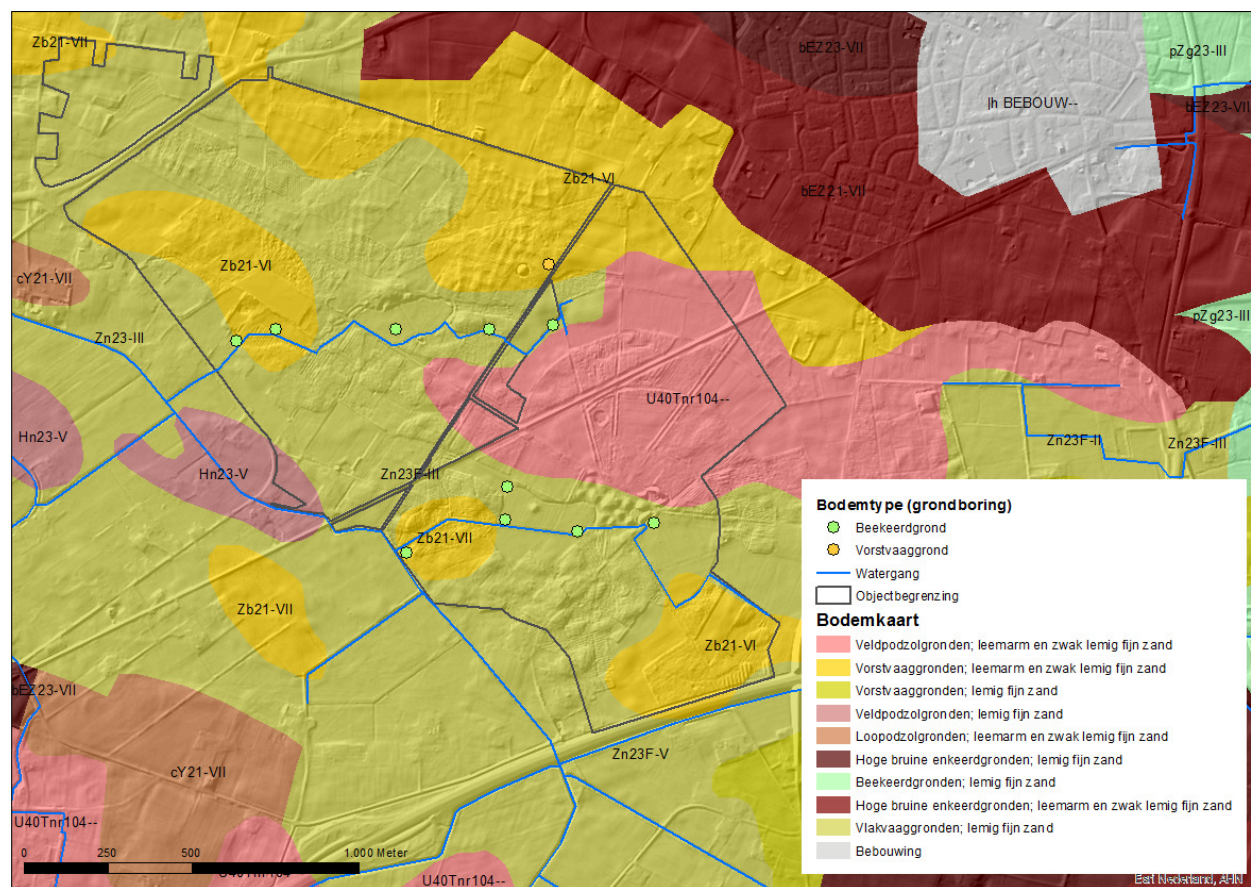 Zb21-VII
bEZ23-VII
pZg23-III
|h BEBOUW--
bEZ23-VII
Zb21-VI
bEZ21-VII
Zb21-VI
cY21-VII
Zn23-III
pZg23-III
U40Tnr104--
Hn23-V
Zn23F-II
Zn23F-III
Hn23-V
Zn23F-III
Zb21-VII
Zb21-VII
Zb21-VI
bEZ23-VII
Zn23F-V
cY21-VII
U40Tnr104--
0 250 500 1.000 Meter
U40Tnr104--
U40Tnr104--
Bodemtype (grondboring)
Beekeerdgrond
Vorstvaaggrond
Watergang
Objectbegrenzing
Bodemkaart
Veldpodzolgronden; leemarm en zwak lemig fijn zand
Vorstvaaggronden; leemarm en zwak lemig fijn zand
Vorstvaaggronden; lemig fijn zand
Veldpodzolgronden; lemig fijn zand
Loopodzolgronden; leemarm en zwak lemig fijn zand
Hoge bruine enkeerdgronden; lemig fijn zand
Beekeerdgronden; lemig fijn zand
Hoge bruine enkeerdgronden; leemarm en zwak lemig fijn zand
Vlakvaaggronden; lemig fijn zand
Bebouwing
Esri Nederland, AHN